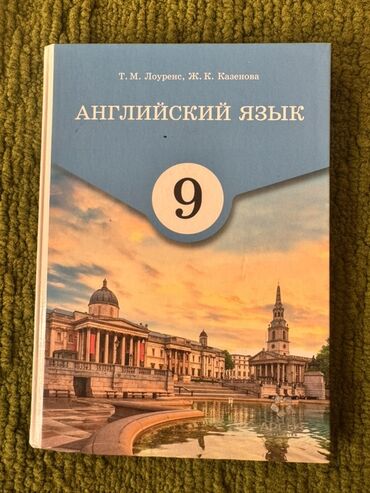 Т. М. Лоуренс, Ж. К. Казенова
АНГЛИЙСКИЙ ЯЗЫК
9